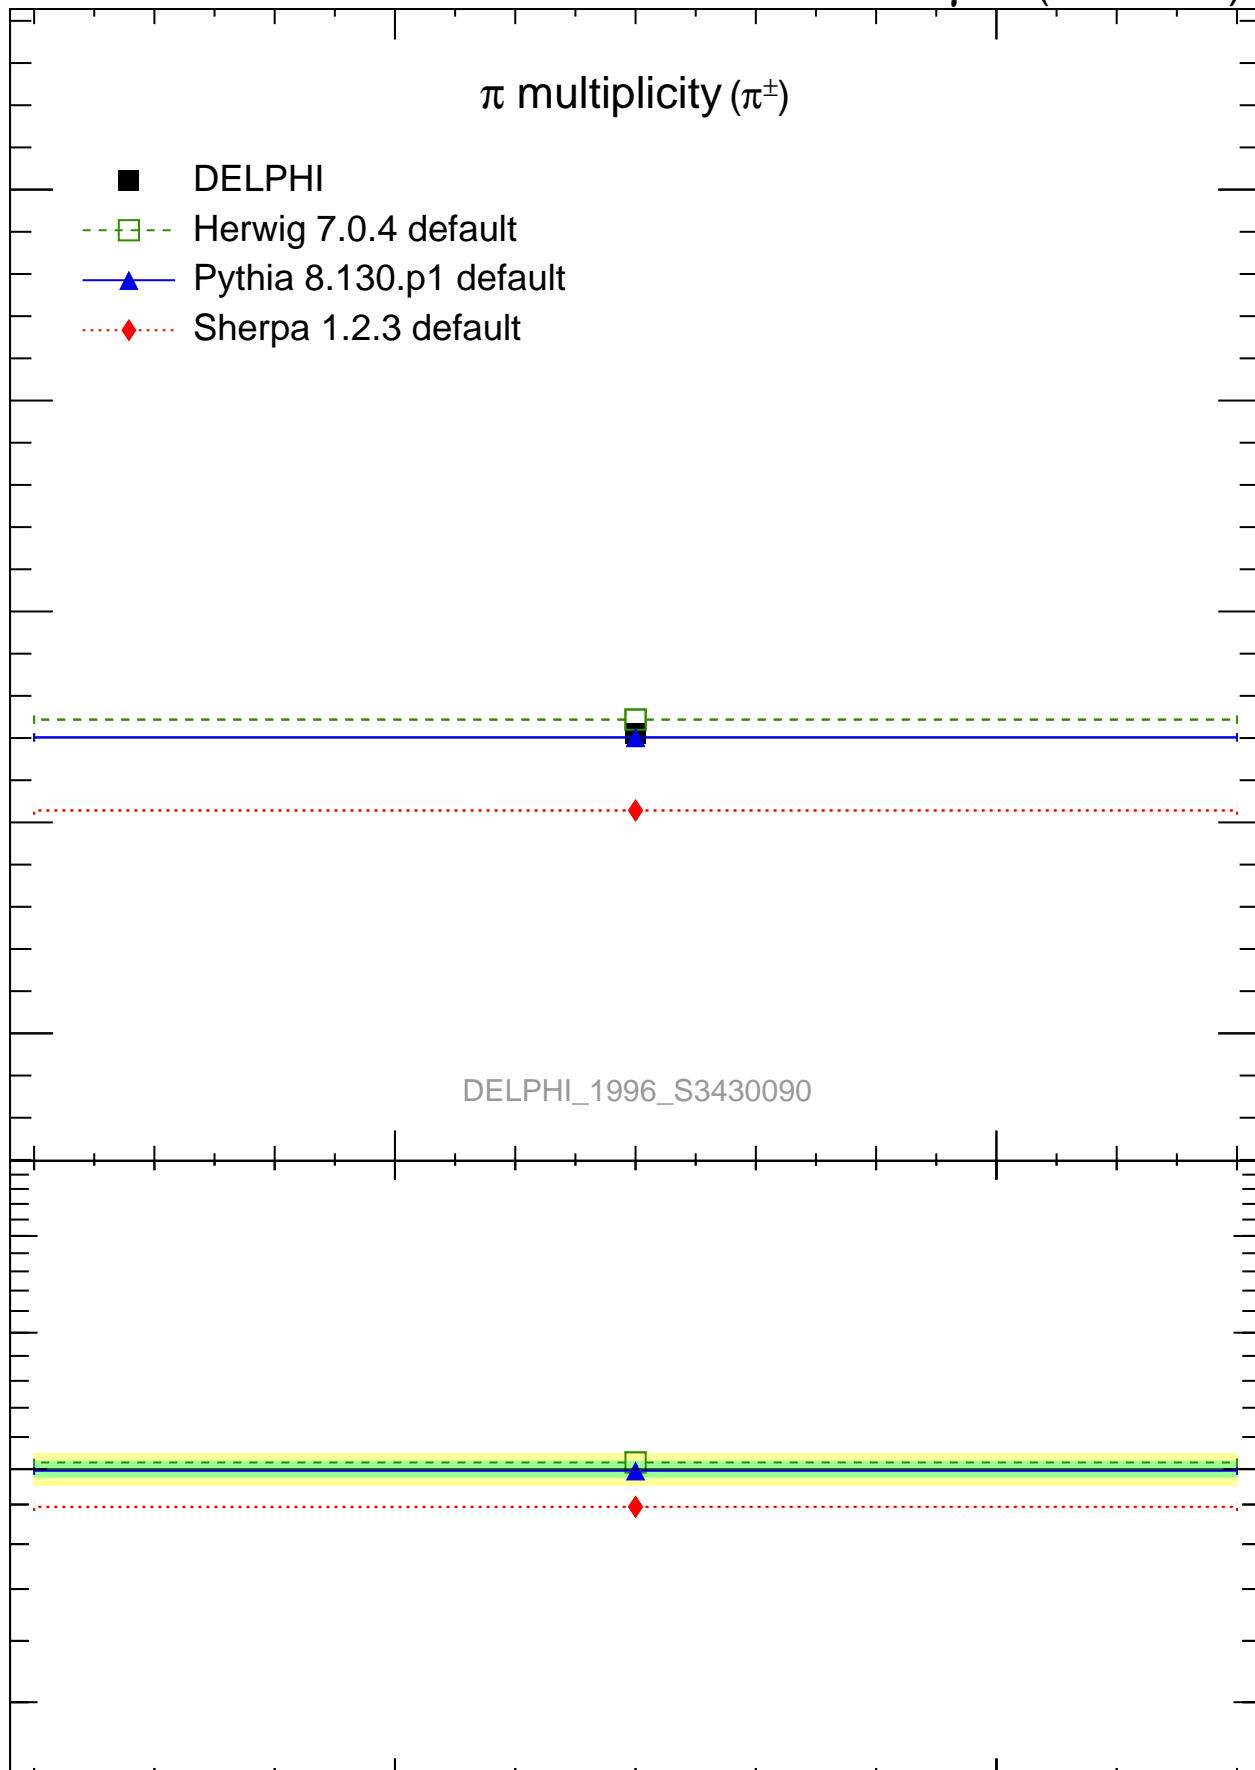 π multiplicity (π±)
DELPHI
Herwig 7.0.4 default
Pythia 8.130.p1 default
Sherpa 1.2.3 default
DELPHI_1996_S3430090